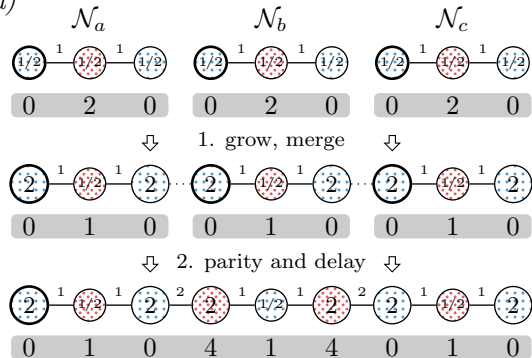 𝒩a 𝒩b 𝒩c
1/2 1 1/2 1 1/2 1/2 1 1/2 1 1/2 1/2 1 1/2 1 1/2
0 2 0 0 2 0 0 2 0
1. grow, merge
2 1 1/2 1 2 2 1 1/2 1 2 2 1 1/2 1 2
0 1 0 0 1 0 0 1 0
2. parity and delay
2 1 1/2 1 2 2 2 1 1/2 1 2 2 2 1 1/2 1 2
0 1 0 4 1 4 0 1 0